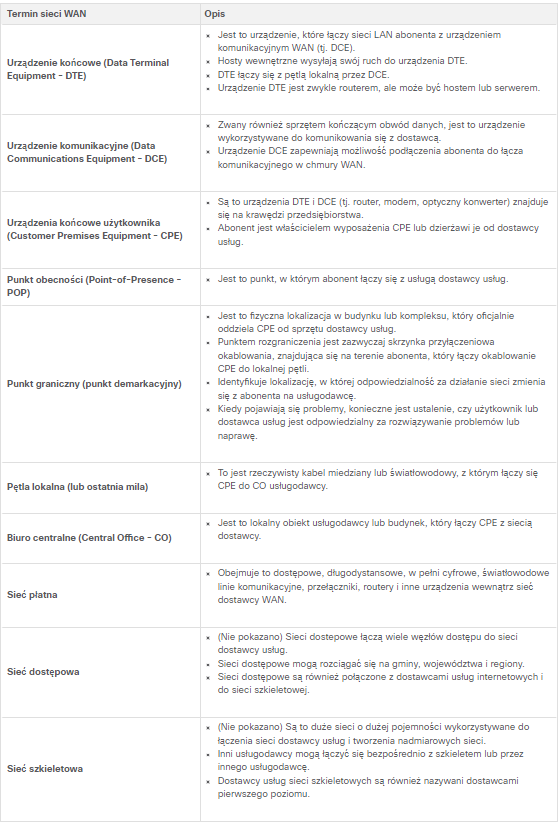 Termin sieci WAN
Opis
Urządzenie końcowe (Data Terminal
Equipment - DTE)
Jest to urządzenie, które łączy sieci LAN abonenta z urządzeniem
komunikacyjnym WAN (tj. DCE).
Hosty wewnętrzne wysyłają swój ruch do urządzenia DTE.
DTE łączy się z pętlą lokalną przez DCE.
Urządzenie DTE jest zwykle routerem, ale może być hostem lub serwerem.
Urządzenie komunikacyjne (Data
Communications Equipment - DCE)
Zwany również sprzętem kończącym obwód danych, jest to urządzenie
wykorzystywane do komunikowania się z dostawcą.
Urządzenie DCE zapewniają możliwość podłączenia abonenta do łącza
komunikacyjnego w chmury WAN.
Urządzenia końcowe użytkownika
(Customer Premises Equipment - CPE)
Są to urządzenia DTE i DCE (tj. router, modem, optyczny konwerter) znajduje
się na krawędzi przedsiębiorstwa.
Abonent jest właścicielem wyposażenia CPE lub dzierżawi je od dostawcy
usług.
Punkt obecności (Point-of-Presence -
POP)
Jest to punkt, w którym abonent łączy się z usługą dostawcy usług.
Punkt graniczny (punkt demarkacyjny)
Jest to fizyczna lokalizacja w budynku lub kompleksu, który oficjalnie
oddziela CPE od sprzętu dostawcy usług.
Punktem rozgraniczenia jest zazwyczaj skrzynka przyłączeniowa
okablowania, znajdująca się na terenie abonenta, który łączy okablowanie
CPE do lokalnej pętli.
Identyfikuje lokalizację, w której odpowiedzialność za działanie sieci zmienia
się z abonenta na usługodawcę.
Kiedy pojawiają się problemy, konieczne jest ustalenie, czy użytkownik lub
dostawca usług jest odpowiedzialny za rozwiązywanie problemów lub
naprawę.
Pętla lokalna (lub ostatnia mila)
To jest rzeczywisty kabel miedziany lub światłowodowy, z którym łączy się
CPE do CO usługodawcy.
Biuro centralne (Central Office - CO)
Jest to lokalny obiekt usługodawcy lub budynek, który łączy CPE z siecią
dostawcy.
Sieć płatna
Obejmuje to dostępowe, długodystansowe, w pełni cyfrowe, światłowodowe
linie komunikacyjne, przełączniki, routery i inne urządzenia wewnątrz sieć
dostawcy WAN.
Sieć dostępowa
(Nie pokazano) Sieci dostepowe łączą wiele węzłów dostępu do sieci
dostawcy usług.
Sieci dostępowe mogą rozciągać się na gminy, województwa i regiony.
Sieci dostępowe są również połączone z dostawcami usług internetowych i
do sieci szkieletowej.
Sieć szkieletowa
(Nie pokazano) Są to duże sieci o dużej pojemności wykorzystywane do
łączenia sieci dostawcy usług i tworzenia nadmiarowych sieci.
Inni usługodawcy mogą łączyć się bezpośrednio z szkieletem lub przez
innego usługodawcę.
Dostawcy usług sieci szkieletowych są również nazywani dostawcami
pierwszego poziomu.